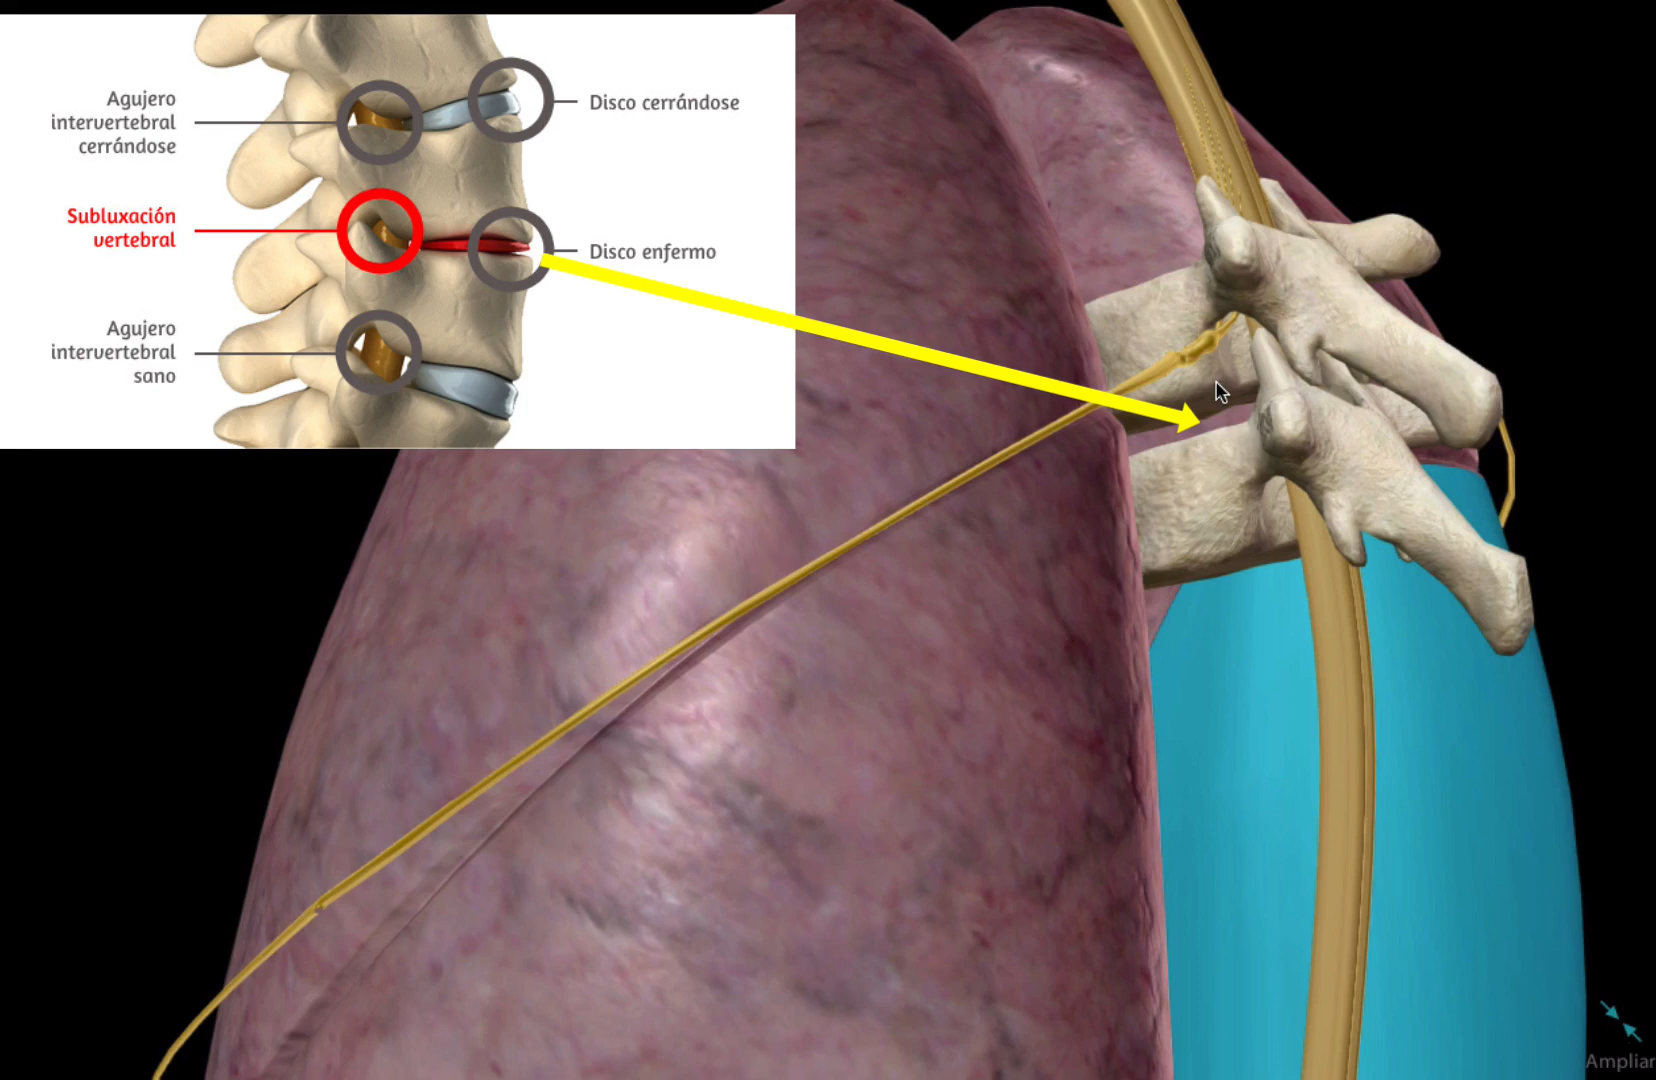 Agujero
intervertebral
cerrándose
Disco cerrándose
Subluxación
vertebral
Disco enfermo
Agujero
intervertebral
sano
Ampliar